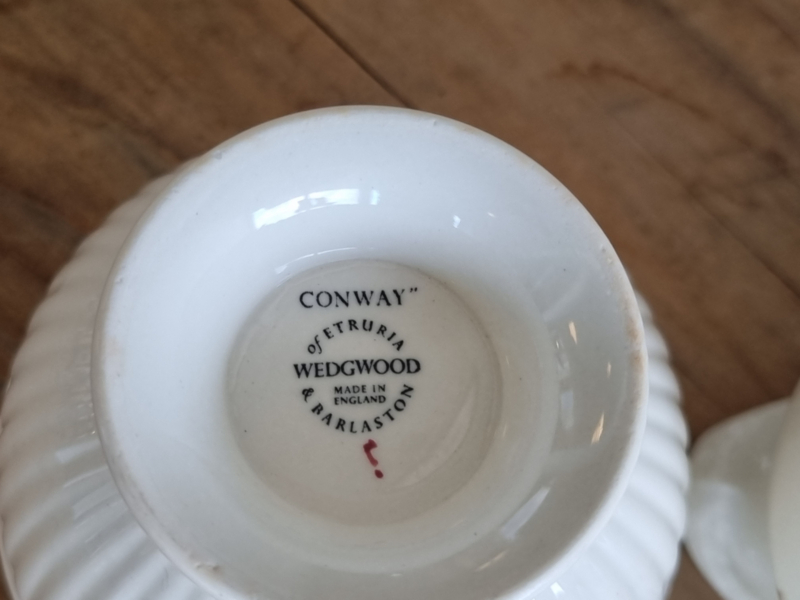 CONWAY"
of ETRURIA
WEDGWOOD
MADE IN
ENGLAND
& BARLASTON